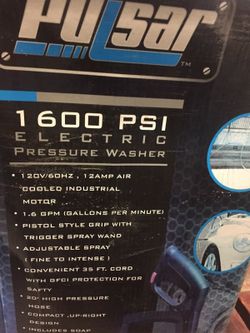 PULSAR
TM
1600 PSI
ELECTRIC
PRESSURE WASHER
• 120V/60HZ , 12AMP AIR
COOLED INDUSTRIAL
MOTOR
• 1.6 GPM (GALLONS PER MINUTE)
• PISTOL STYLE GRIP WITH
TRIGGER SPRAY WAND
• ADJUSTABLE SPRAY
( FINE TO INTENSE )
• CONVENIENT 35 FT. CORD
WITH GFCI PROTECTION FOR
SAFTY
• 20' HIGH PRESSURE
HOSE
• COMPACT ,UP-RIGHT
DESIGN
• INCLUDES SOAP